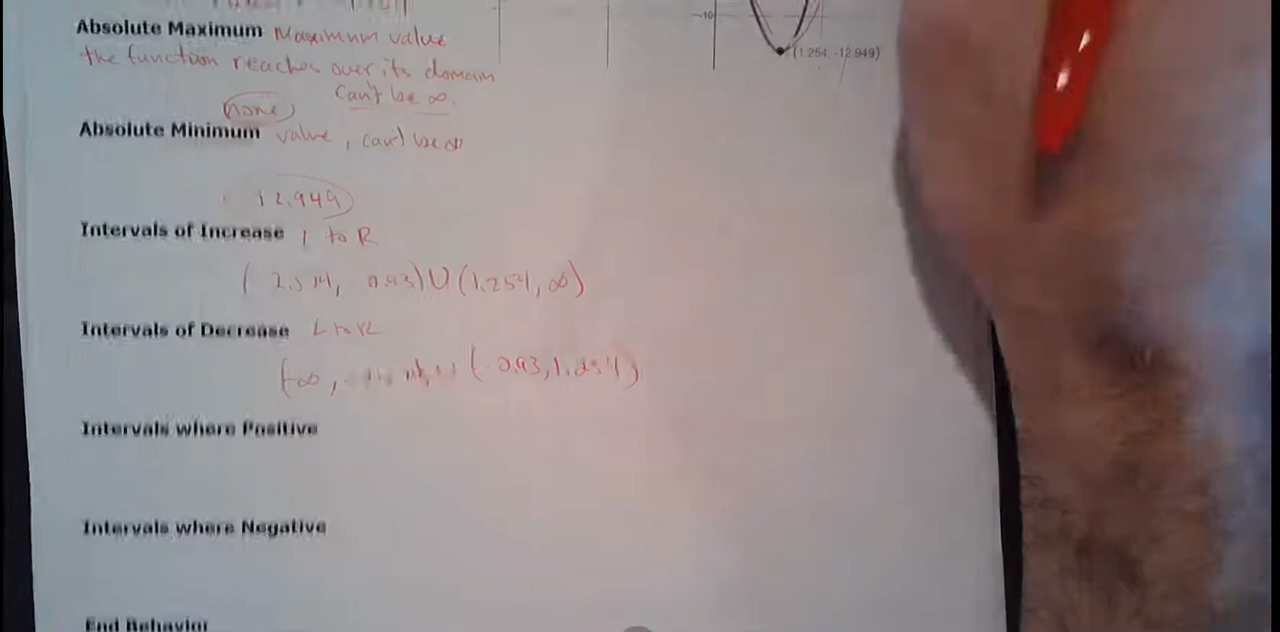 -10
(1.254, -12.949)
Absolute Maximum Maximum value
the function reaches over its domain
none can't be ∞.
Absolute Minimum value, can't be ∞
12.949
Intervals of Increase L to R
( 0.93) U (1.254, ∞)
Intervals of Decrease L to R
(-∞, (-0.93, 1.254)
Intervals where Positive
Intervals where Negative
End Behavior